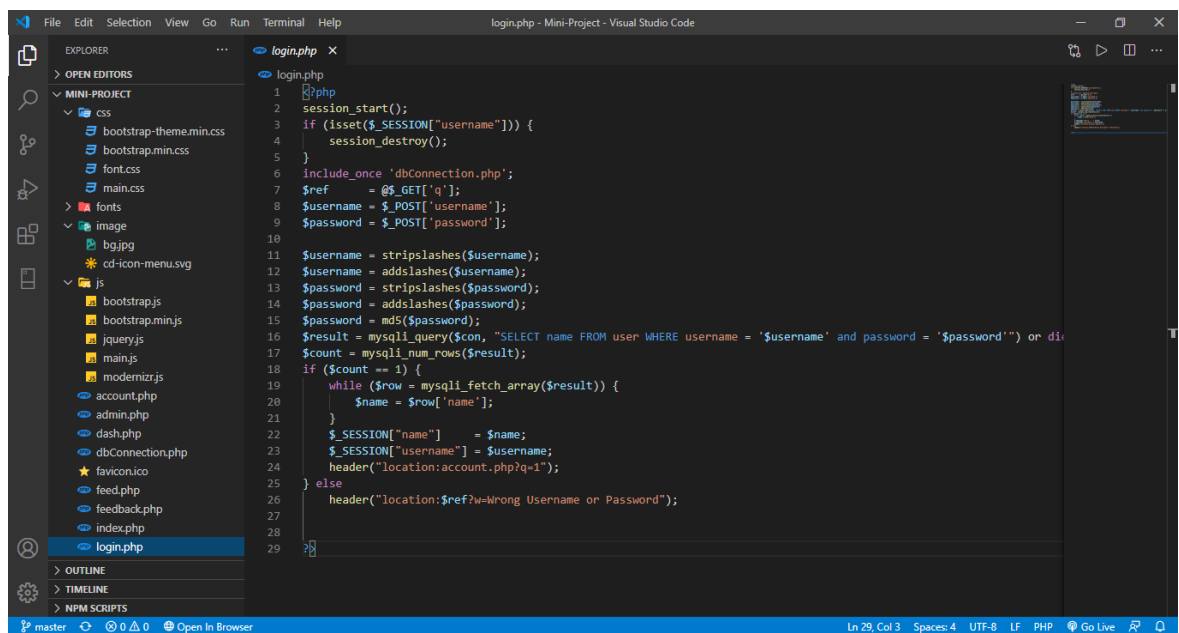 File Edit Selection View Go Run Terminal Help login.php - Mini-Project - Visual Studio Code
EXPLORER
OPEN EDITORS
MINI-PROJECT
css
bootstrap-theme.min.css
bootstrap.min.css
font.css
main.css
fonts
image
bg.jpg
cd-icon-menu.svg
js
bootstrap.js
bootstrap.min.js
jquery.js
main.js
modernizr.js
account.php
admin.php
dash.php
dbConnection.php
favicon.ico
feed.php
feedback.php
index.php
login.php
OUTLINE
TIMELINE
NPM SCRIPTS
login.php
login.php
1 <?php
2 session_start();
3 if (isset($_SESSION["username"])) {
4     session_destroy();
5 }
6 include_once 'dbConnection.php';
7 $ref      = @$_GET['q'];
8 $username = $_POST['username'];
9 $password = $_POST['password'];
10
11 $username = stripslashes($username);
12 $username = addslashes($username);
13 $password = stripslashes($password);
14 $password = addslashes($password);
15 $password = md5($password);
16 $result = mysqli_query($con, "SELECT name FROM user WHERE username = '$username' and password = '$password'") or die
17 $count = mysqli_num_rows($result);
18 if ($count == 1) {
19     while ($row = mysqli_fetch_array($result)) {
20         $name = $row['name'];
21     }
22     $_SESSION["name"]     = $name;
23     $_SESSION["username"] = $username;
24     header("location:account.php?q=1");
25 } else
26     header("location:$ref?w=Wrong Username or Password");
27
28
29 ?>
master 0 0 Open In Browser Ln 29, Col 3 Spaces: 4 UTF-8 LF PHP Go Live